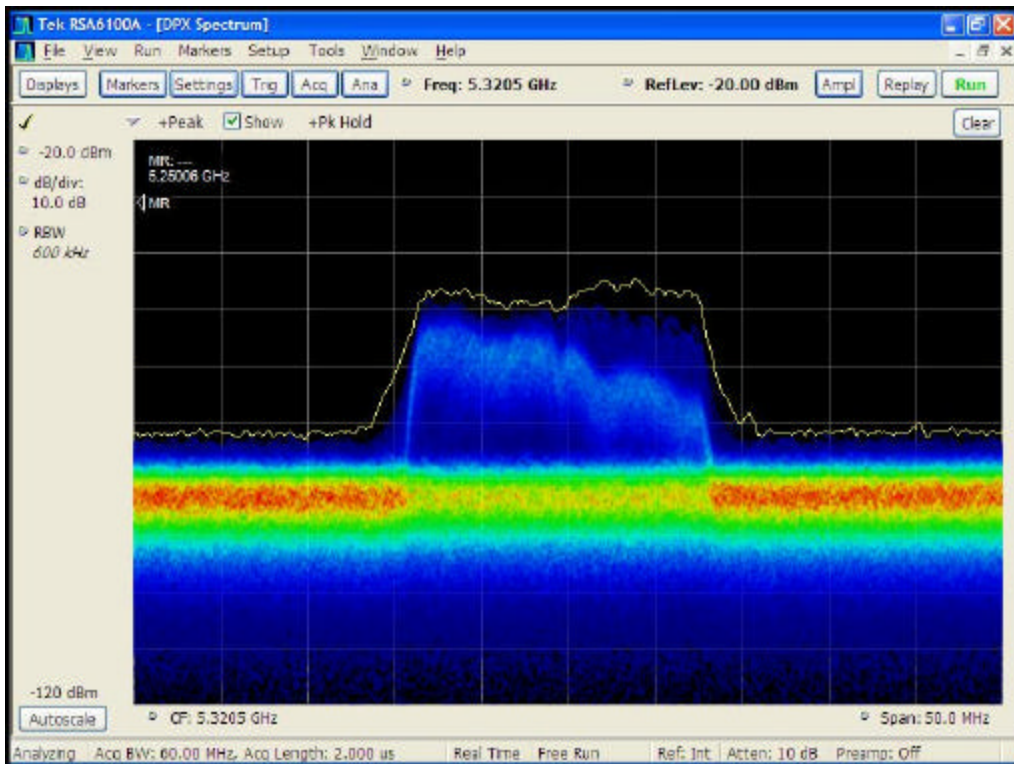 Tek RSA6100A - [DPX Spectrum]
File View Run Markers Setup Tools Window Help
Displays Markers Settings Trig Acq Ana Freq: 5.3205 GHz RefLev: -20.00 dBm Ampl Replay Run
+Peak Show +Pk Hold Clear
-20.0 dBm
MR: ---
5.25006 GHz
dB/div:
10.0 dB
MR
RBW
600 kHz
-120 dBm
Autoscale CF: 5.3205 GHz Span: 50.0 MHz
Analyzing Acq BW: 60.00 MHz, Acq Length: 2.000 us Real Time Free Run Ref: Int Atten: 10 dB Preamp: Off